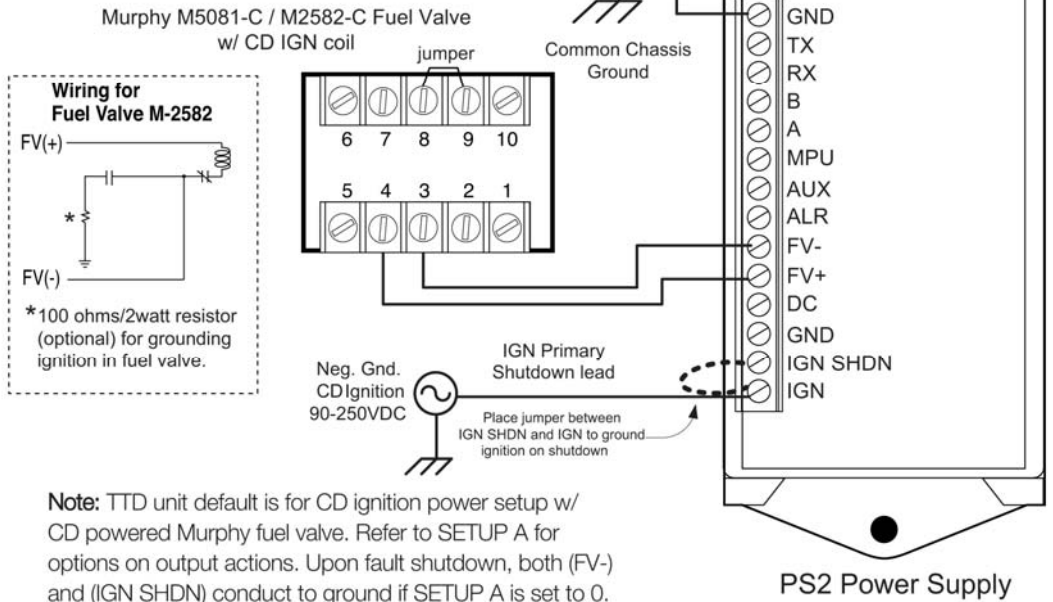 Murphy M5081-C / M2582-C Fuel Valve
w/ CD IGN coil
jumper
Common Chassis
Ground
Wiring for
Fuel Valve M-2582
FV(+)
*
FV(-)
*100 ohms/2watt resistor
(optional) for grounding
ignition in fuel valve.
6 7 8 9 10
5 4 3 2 1
GND
TX
RX
B
A
MPU
AUX
ALR
FV-
FV+
DC
GND
IGN SHDN
IGN
IGN Primary
Shutdown lead
Neg. Gnd.
CD Ignition
90-250VDC
Place jumper between
IGN SHDN and IGN to ground
ignition on shutdown
Note: TTD unit default is for CD ignition power setup w/
CD powered Murphy fuel valve. Refer to SETUP A for
options on output actions. Upon fault shutdown, both (FV-)
and (IGN SHDN) conduct to ground if SETUP A is set to 0.
PS2 Power Supply